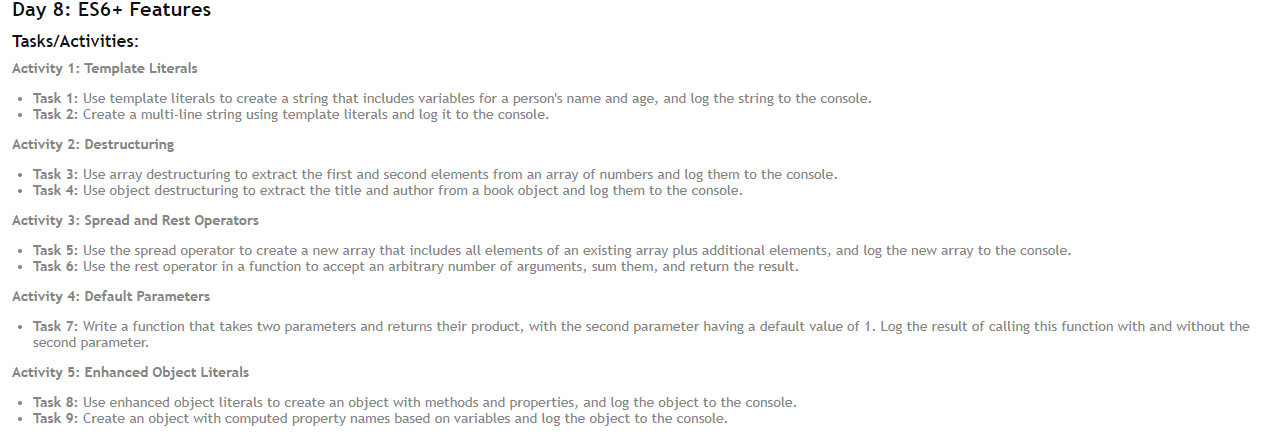 Day 8: ES6+ Features
Tasks/Activities:
Activity 1: Template Literals
• Task 1: Use template literals to create a string that includes variables for a person's name and age, and log the string to the console.
• Task 2: Create a multi-line string using template literals and log it to the console.
Activity 2: Destructuring
• Task 3: Use array destructuring to extract the first and second elements from an array of numbers and log them to the console.
• Task 4: Use object destructuring to extract the title and author from a book object and log them to the console.
Activity 3: Spread and Rest Operators
• Task 5: Use the spread operator to create a new array that includes all elements of an existing array plus additional elements, and log the new array to the console.
• Task 6: Use the rest operator in a function to accept an arbitrary number of arguments, sum them, and return the result.
Activity 4: Default Parameters
• Task 7: Write a function that takes two parameters and returns their product, with the second parameter having a default value of 1. Log the result of calling this function with and without the
second parameter.
Activity 5: Enhanced Object Literals
• Task 8: Use enhanced object literals to create an object with methods and properties, and log the object to the console.
• Task 9: Create an object with computed property names based on variables and log the object to the console.